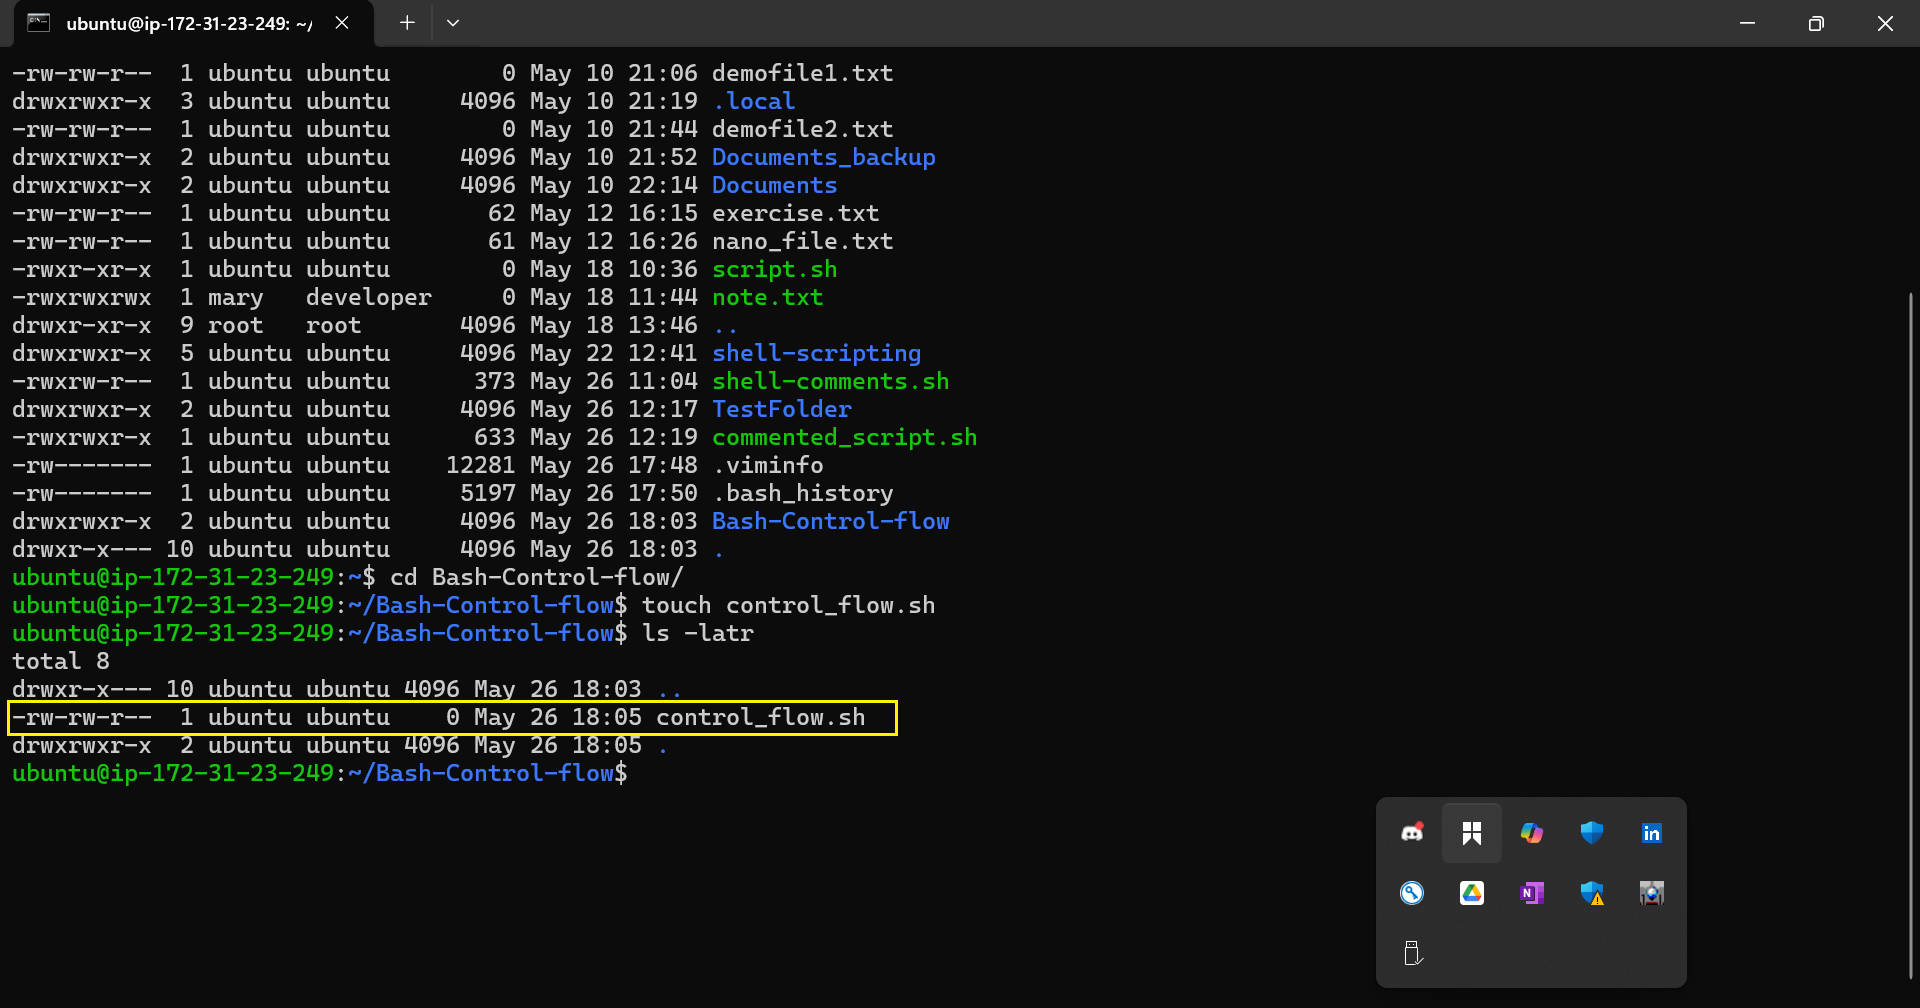 ubuntu@ip-172-31-23-249: ~/
-rw-rw-r--  1 ubuntu ubuntu        0 May 10 21:06 demofile1.txt
drwxrwxr-x  3 ubuntu ubuntu     4096 May 10 21:19 .local
-rw-rw-r--  1 ubuntu ubuntu        0 May 10 21:44 demofile2.txt
drwxrwxr-x  2 ubuntu ubuntu     4096 May 10 21:52 Documents_backup
drwxrwxr-x  2 ubuntu ubuntu     4096 May 10 22:14 Documents
-rw-rw-r--  1 ubuntu ubuntu       62 May 12 16:15 exercise.txt
-rw-rw-r--  1 ubuntu ubuntu       61 May 12 16:26 nano_file.txt
-rwxr-xr-x  1 ubuntu ubuntu        0 May 18 10:36 script.sh
-rwxrwxrwx  1 mary   developer     0 May 18 11:44 note.txt
drwxr-xr-x  9 root   root       4096 May 18 13:46 ..
drwxrwxr-x  5 ubuntu ubuntu     4096 May 22 12:41 shell-scripting
-rwxrw-r--  1 ubuntu ubuntu      373 May 26 11:04 shell-comments.sh
drwxrwxr-x  2 ubuntu ubuntu     4096 May 26 12:17 TestFolder
-rwxrwxr-x  1 ubuntu ubuntu      633 May 26 12:19 commented_script.sh
-rw-------  1 ubuntu ubuntu    12281 May 26 17:48 .viminfo
-rw-------  1 ubuntu ubuntu     5197 May 26 17:50 .bash_history
drwxrwxr-x  2 ubuntu ubuntu     4096 May 26 18:03 Bash-Control-flow
drwxr-x--- 10 ubuntu ubuntu     4096 May 26 18:03 .
ubuntu@ip-172-31-23-249:~$ cd Bash-Control-flow/
ubuntu@ip-172-31-23-249:~/Bash-Control-flow$ touch control_flow.sh
ubuntu@ip-172-31-23-249:~/Bash-Control-flow$ ls -latr
total 8
drwxr-x--- 10 ubuntu ubuntu 4096 May 26 18:03 ..
-rw-rw-r--  1 ubuntu ubuntu    0 May 26 18:05 control_flow.sh
drwxrwxr-x  2 ubuntu ubuntu 4096 May 26 18:05 .
ubuntu@ip-172-31-23-249:~/Bash-Control-flow$
in
N